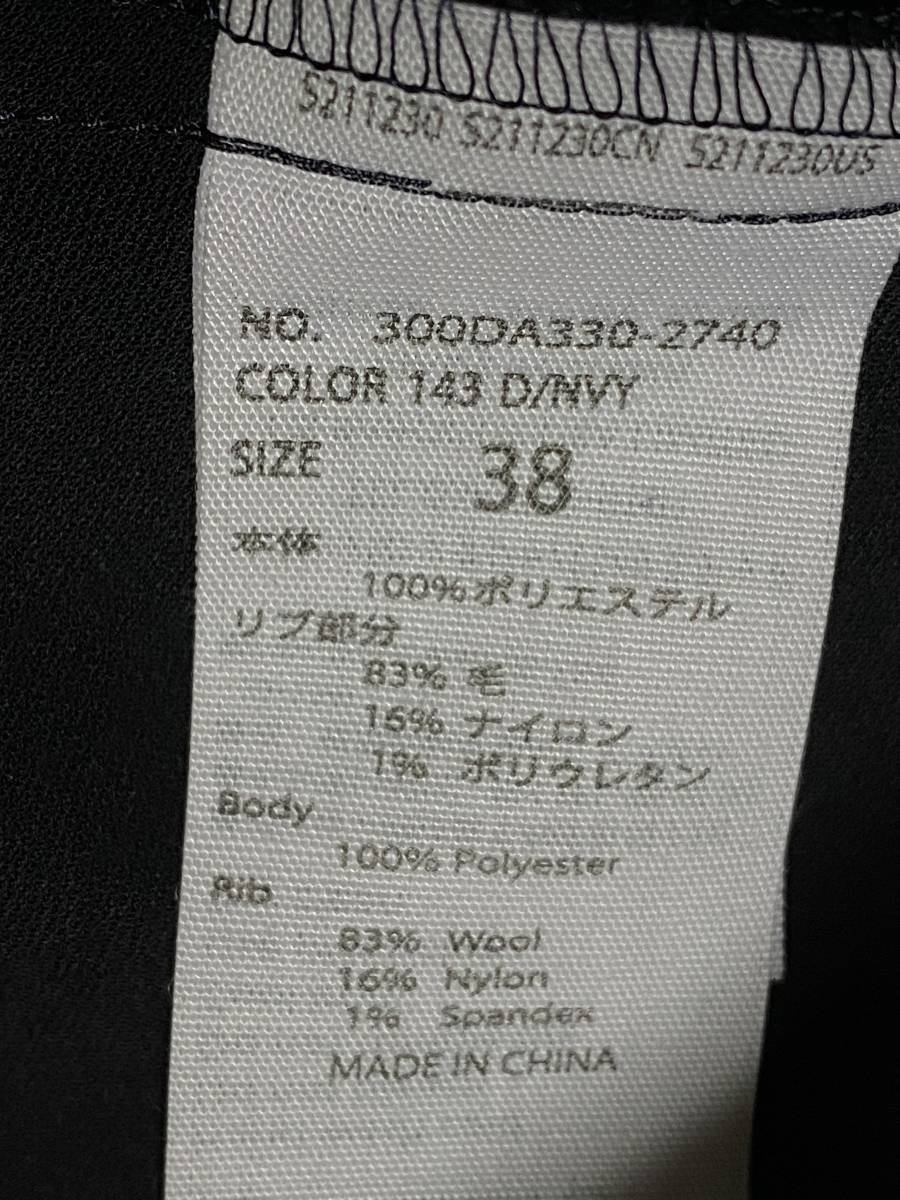 S211230 S211230CN S211230US
NO. 300DA330-2740
COLOR 143 D/NVY
SIZE 38
本体
100%ポリエステル
リブ部分
83% 毛
16% ナイロン
1% ポリウレタン
Body
100% Polyester
Rib
83% Wool
16% Nylon
1% Spandex
MADE IN CHINA